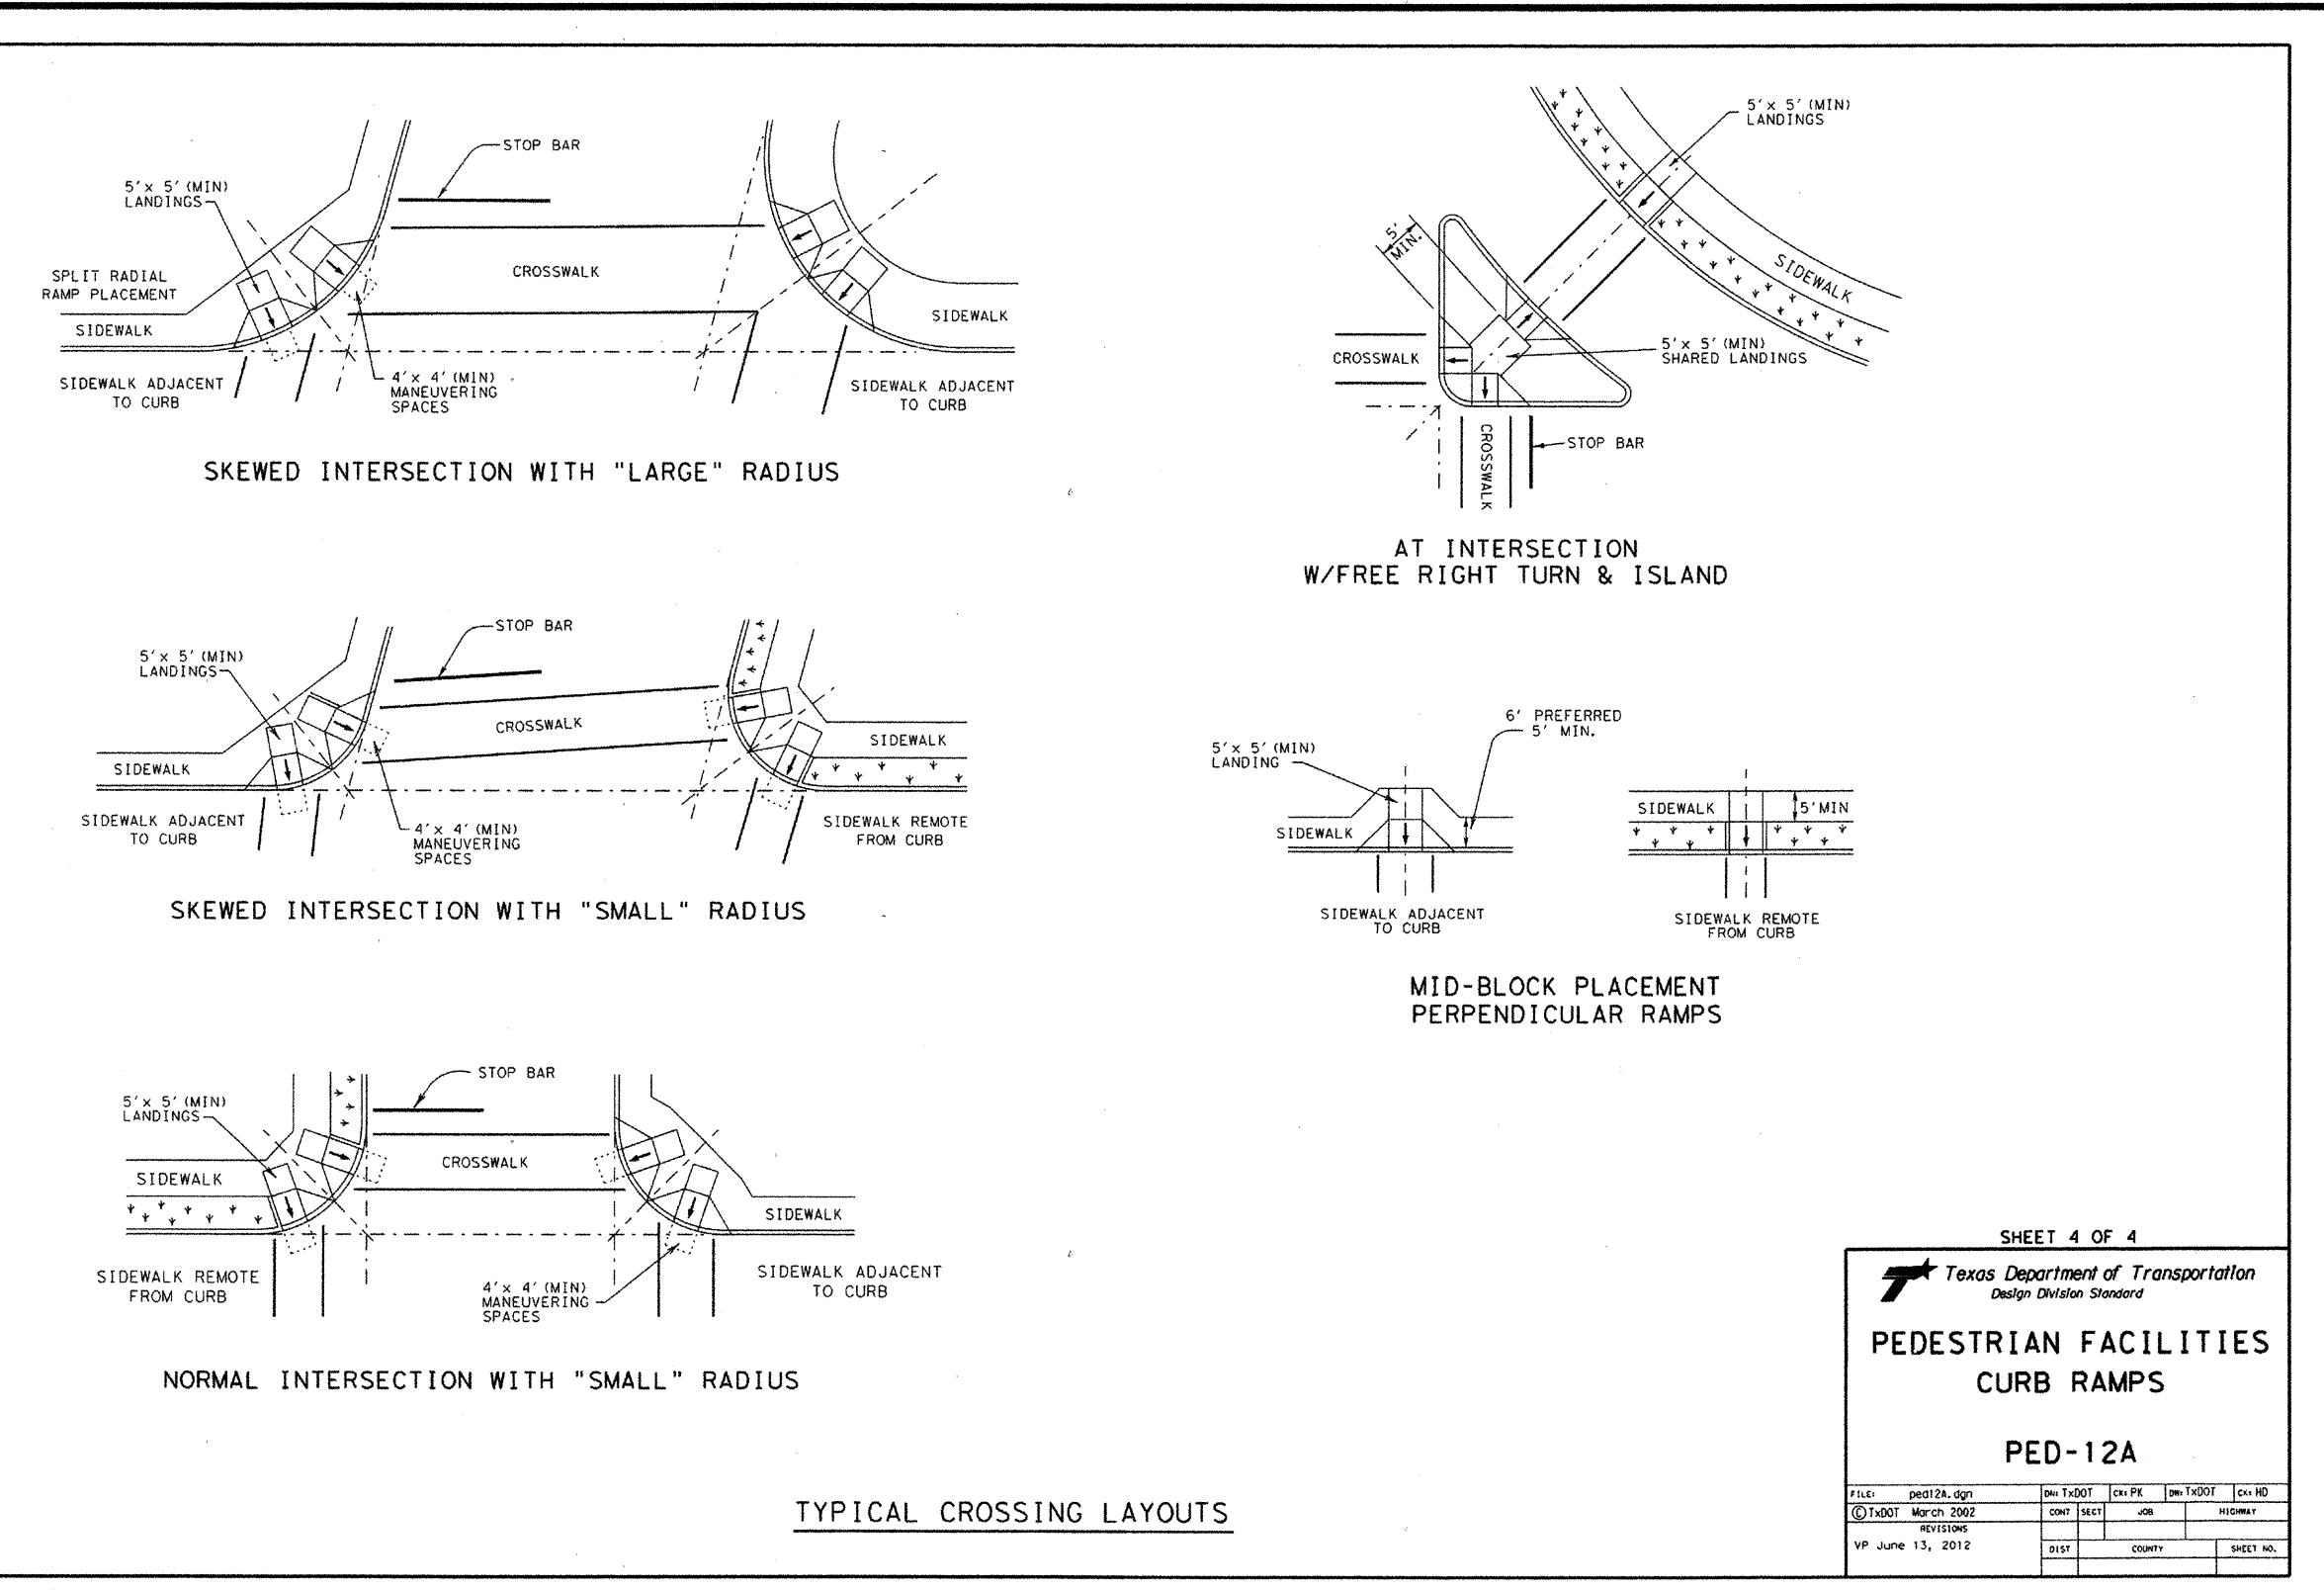 5'x 5' (MIN)
LANDINGS
STOP BAR
SPLIT RADIAL
RAMP PLACEMENT
SIDEWALK
CROSSWALK
SIDEWALK
SIDEWALK ADJACENT
TO CURB
4'x 4' (MIN)
MANEUVERING
SPACES
SIDEWALK ADJACENT
TO CURB
SKEWED INTERSECTION WITH "LARGE" RADIUS
5'x 5' (MIN)
LANDINGS
5'
MIN.
SIDEWALK
CROSSWALK
5'x 5' (MIN)
SHARED LANDINGS
CROSSWALK
STOP BAR
AT INTERSECTION
W/FREE RIGHT TURN & ISLAND
5'x 5' (MIN)
LANDINGS
STOP BAR
CROSSWALK
SIDEWALK
SIDEWALK
SIDEWALK ADJACENT
TO CURB
4'x 4' (MIN)
MANEUVERING
SPACES
SIDEWALK REMOTE
FROM CURB
SKEWED INTERSECTION WITH "SMALL" RADIUS
5'x 5' (MIN)
LANDING
6' PREFERRED
5' MIN.
SIDEWALK
SIDEWALK ADJACENT
TO CURB
SIDEWALK
5'MIN
SIDEWALK REMOTE
FROM CURB
MID-BLOCK PLACEMENT
PERPENDICULAR RAMPS
5'x 5' (MIN)
LANDINGS
STOP BAR
CROSSWALK
SIDEWALK
SIDEWALK
SIDEWALK REMOTE
FROM CURB
4'x 4' (MIN)
MANEUVERING
SPACES
SIDEWALK ADJACENT
TO CURB
NORMAL INTERSECTION WITH "SMALL" RADIUS
TYPICAL CROSSING LAYOUTS
SHEET 4 OF 4
Texas Department of Transportation
Design Division Standard
PEDESTRIAN FACILITIES
CURB RAMPS
PED-12A
FILE: ped12A.dgn DN: TxDOT CK: PK DW: TxDOT CK: HD
© TxDOT March 2002 CONT SECT JOB HIGHWAY
REVISIONS
VP June 13, 2012
DIST COUNTY SHEET NO.